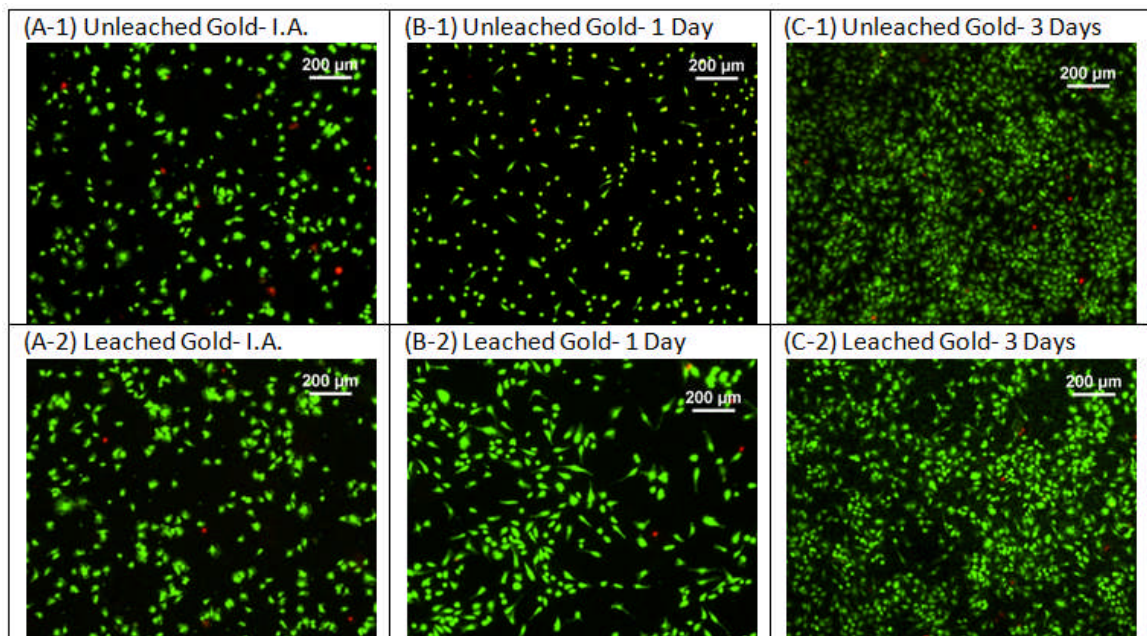 (A-1) Unleached Gold- I.A.
(B-1) Unleached Gold- 1 Day
(C-1) Unleached Gold- 3 Days
200 µm
200 µm
200 µm
(A-2) Leached Gold- I.A.
(B-2) Leached Gold- 1 Day
(C-2) Leached Gold- 3 Days
200 µm
200 µm
200 µm